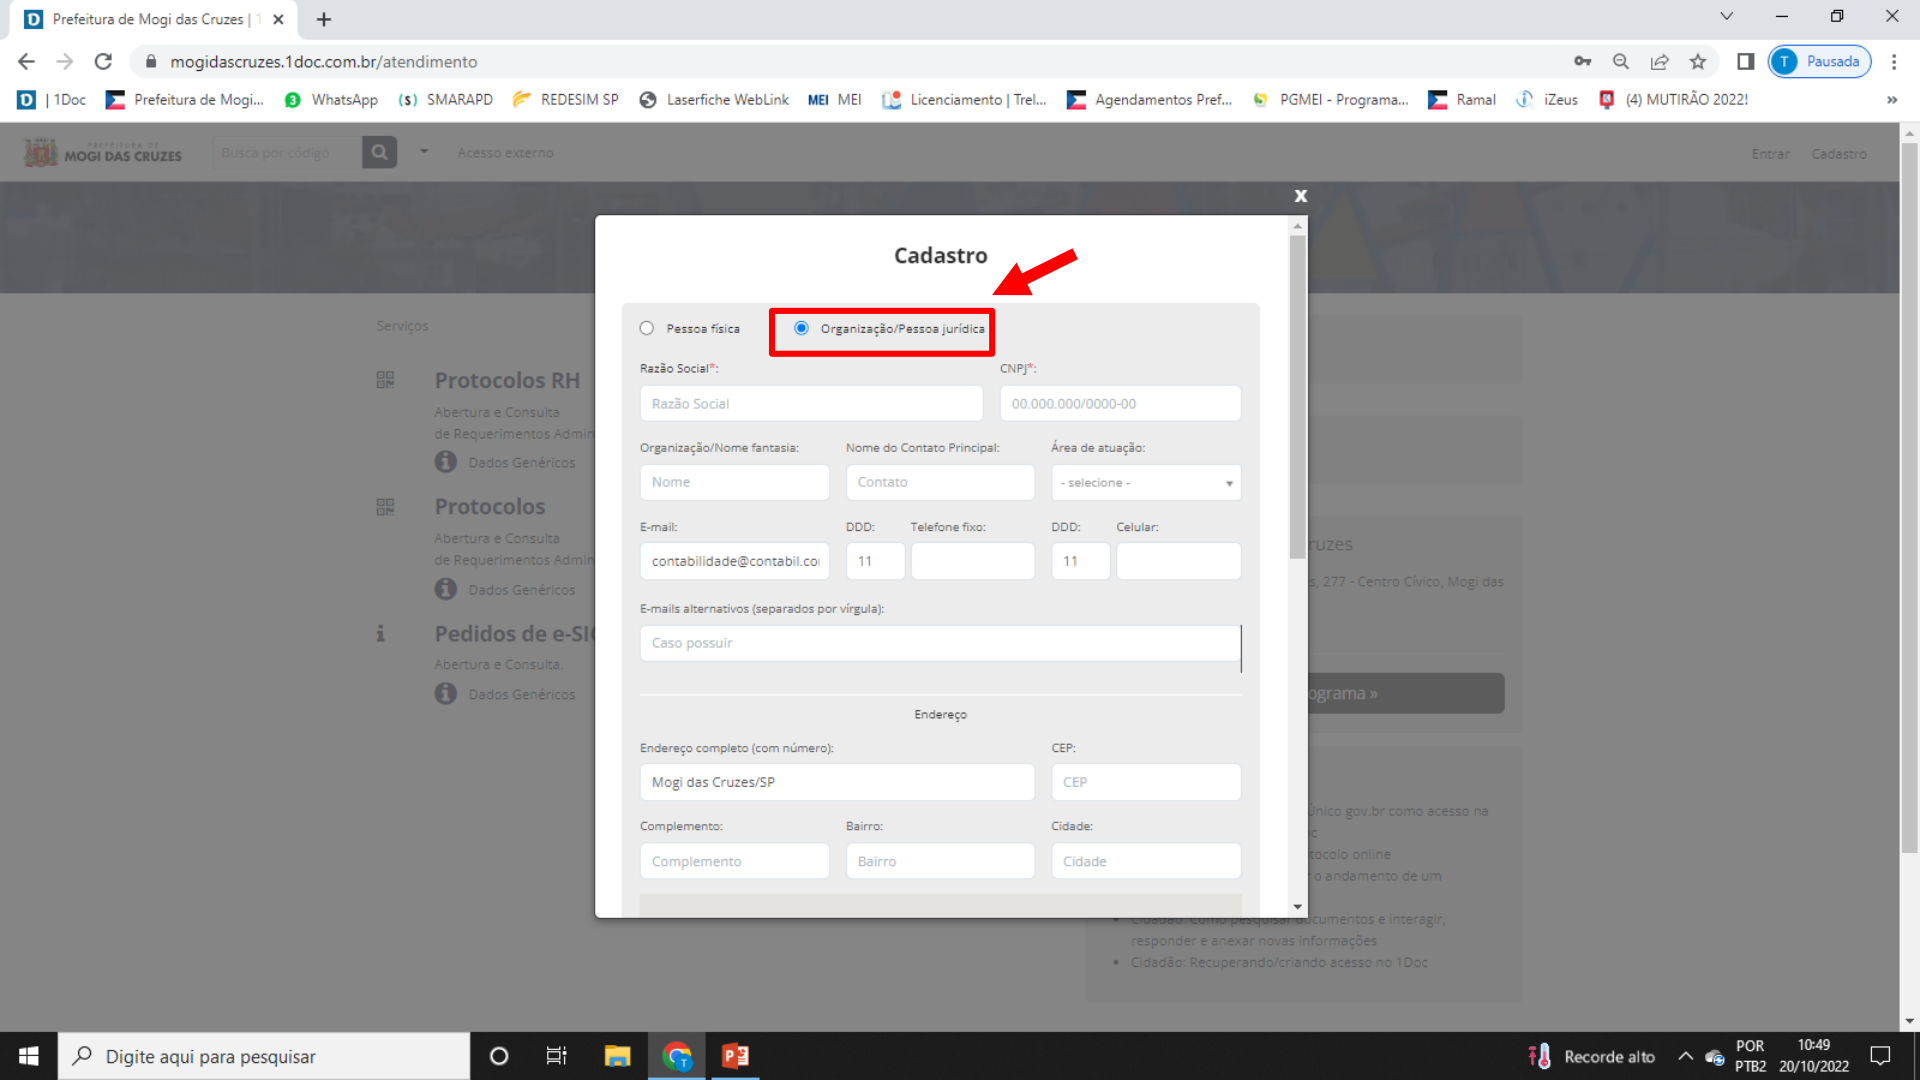 Prefeitura de Mogi das Cruzes |
mogidascruzes.1doc.com.br/atendimento
Pausada
| 1Doc Prefeitura de Mogi... WhatsApp SMARAPD REDESIM SP Laserfiche WebLink MEI MEI Licenciamento | Trel... Agendamentos Pref... PGMEI - Programa... Ramal iZeus (4) MUTIRÃO 2022!
PREFEITURA DE
MOGI DAS CRUZES
Busca por código
Acesso externo
Entrar Cadastro
X
Cadastro
Pessoa física Organização/Pessoa jurídica
Razão Social*: CNPJ*:
Razão Social 00.000.000/0000-00
Organização/Nome fantasia: Nome do Contato Principal: Área de atuação:
Nome Contato - selecione -
E-mail: DDD: Telefone fixo: DDD: Celular:
contabilidade@contabil.co 11 11
E-mails alternativos (separados por vírgula):
Caso possuir
Endereço
Endereço completo (com número): CEP:
Mogi das Cruzes/SP CEP
Complemento: Bairro: Cidade:
Complemento Bairro Cidade
Serviços
Protocolos RH
Abertura e Consulta
de Requerimentos Admin
Dados Genéricos
Protocolos
Abertura e Consulta
de Requerimentos Admin
Dados Genéricos
Pedidos de e-SI
Abertura e Consulta.
Dados Genéricos
ruzes
s, 277 - Centro Cívico, Mogi das
ograma »
Único gov.br como acesso na
c
tocolo online
o andamento de um
Cidadão: Como pesquisar documentos e interagir,
responder e anexar novas informações
Cidadão: Recuperando/criando acesso no 1Doc
Digite aqui para pesquisar
Recorde alto
POR
PTB2
10:49
20/10/2022